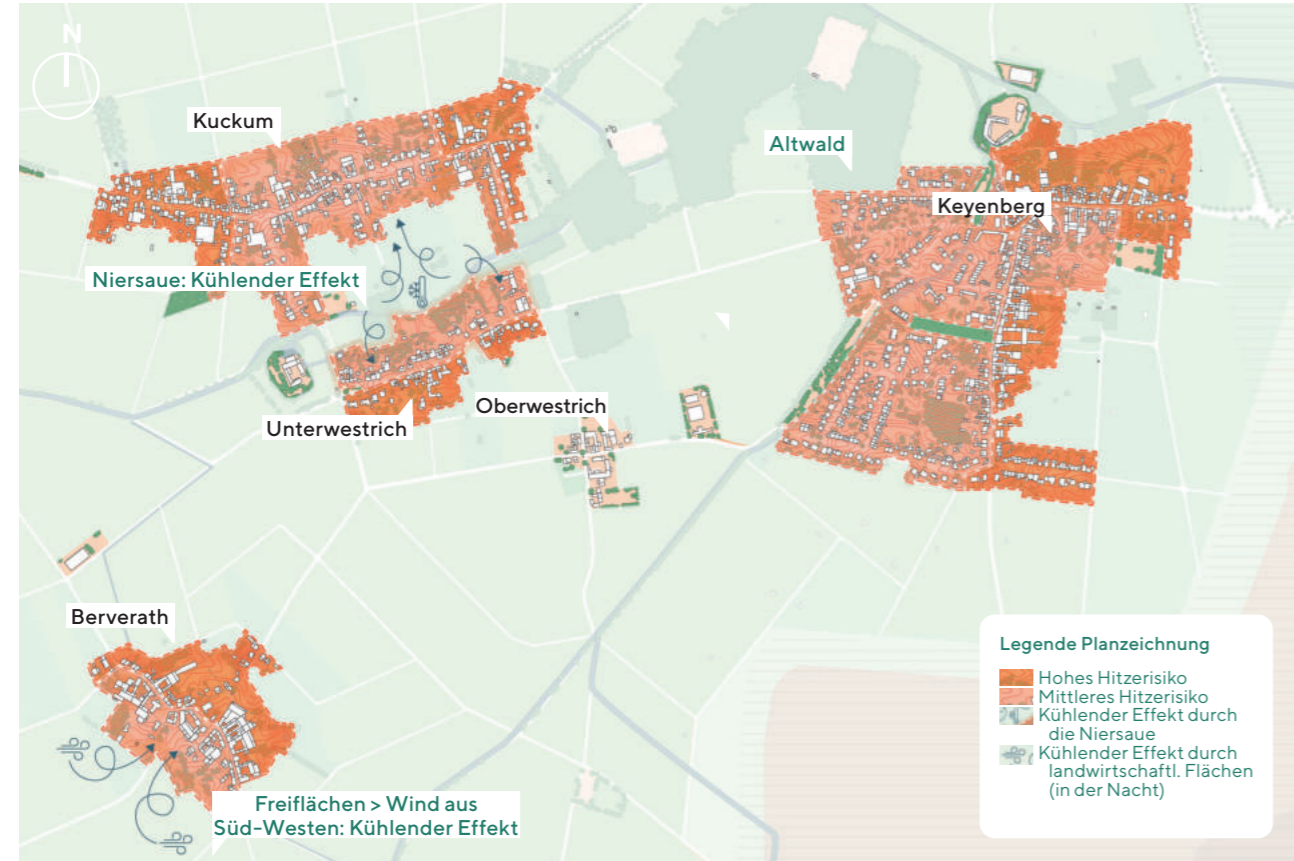 N
Kuckum
Altwald
Keyenberg
Niersaue: Kühlender Effekt
Oberwestrich
Unterwestrich
Berverath
Freiflächen > Wind aus
Süd-Westen: Kühlender Effekt
Legende Planzeichnung
Hohes Hitzerisiko
Mittleres Hitzerisiko
Kühlender Effekt durch
die Niersaue
Kühlender Effekt durch
landwirtschaftl. Flächen
(in der Nacht)